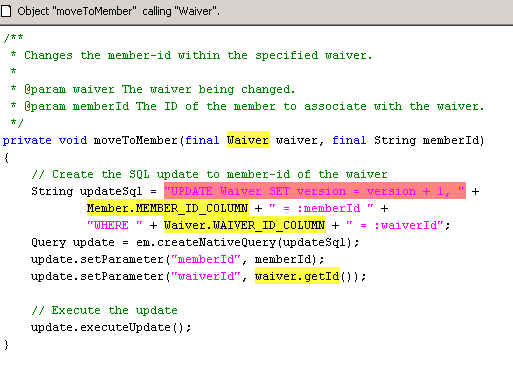 Object "moveToMember" calling "Waiver".
/**
 * Changes the member-id within the specified waiver.
 *
 * @param waiver The waiver being changed.
 * @param memberId The ID of the member to associate with the waiver.
 */
private void moveToMember(final Waiver waiver, final String memberId)
{
    // Create the SQL update to member-id of the waiver
    String updateSql = "UPDATE Waiver SET version = version + 1, " +
            Member.MEMBER_ID_COLUMN + " = :memberId " +
            "WHERE " + Waiver.WAIVER_ID_COLUMN + " = :waiverId";
    Query update = em.createNativeQuery(updateSql);
    update.setParameter("memberId", memberId);
    update.setParameter("waiverId", waiver.getId());

    // Execute the update
    update.executeUpdate();
}